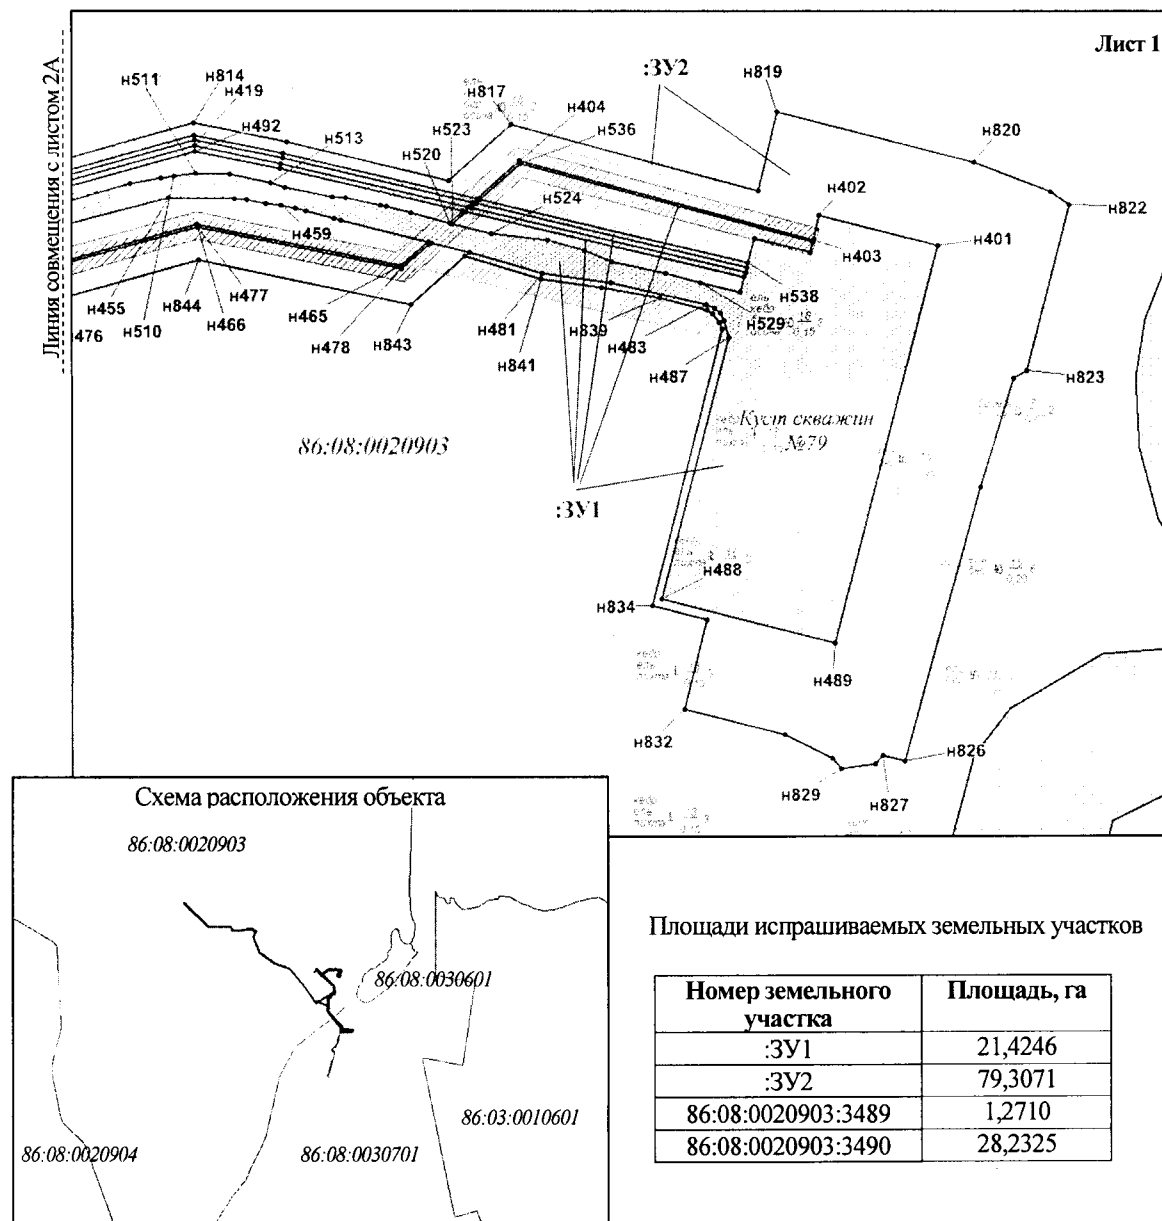 Лист 1
Линия совмещения с листом 2А
н511
н814
н419
н492
н513
н520
н523
н817
:ЗУ2
н404
н536
н819
н820
н402
н822
н401
н403
н524
н459
н455
н844
н477
н476
н510
н466
н465
н478
н843
н481
н841
н839
н483
н529
н538
н487
н823
86:08:0020903
Куст скважин
№79
:ЗУ1
н488
н834
н489
н832
н829
н827
н826
Схема расположения объекта
86:08:0020903
86:08:0030601
86:03:0010601
86:08:0020904
86:08:0030701
Площади испрашиваемых земельных участков
Номер земельного участка
Площадь, га
:ЗУ1
21,4246
:ЗУ2
79,3071
86:08:0020903:3489
1,2710
86:08:0020903:3490
28,2325